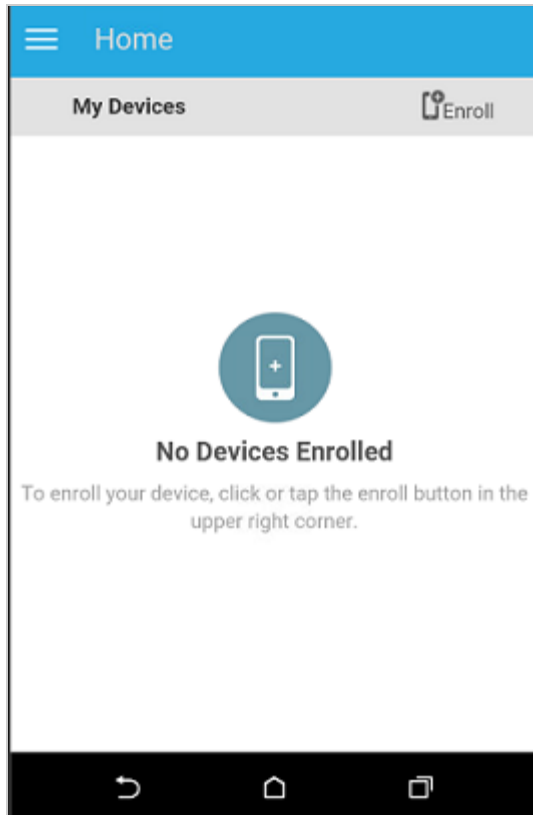 Home
My Devices
Enroll
No Devices Enrolled
To enroll your device, click or tap the enroll button in the
upper right corner.